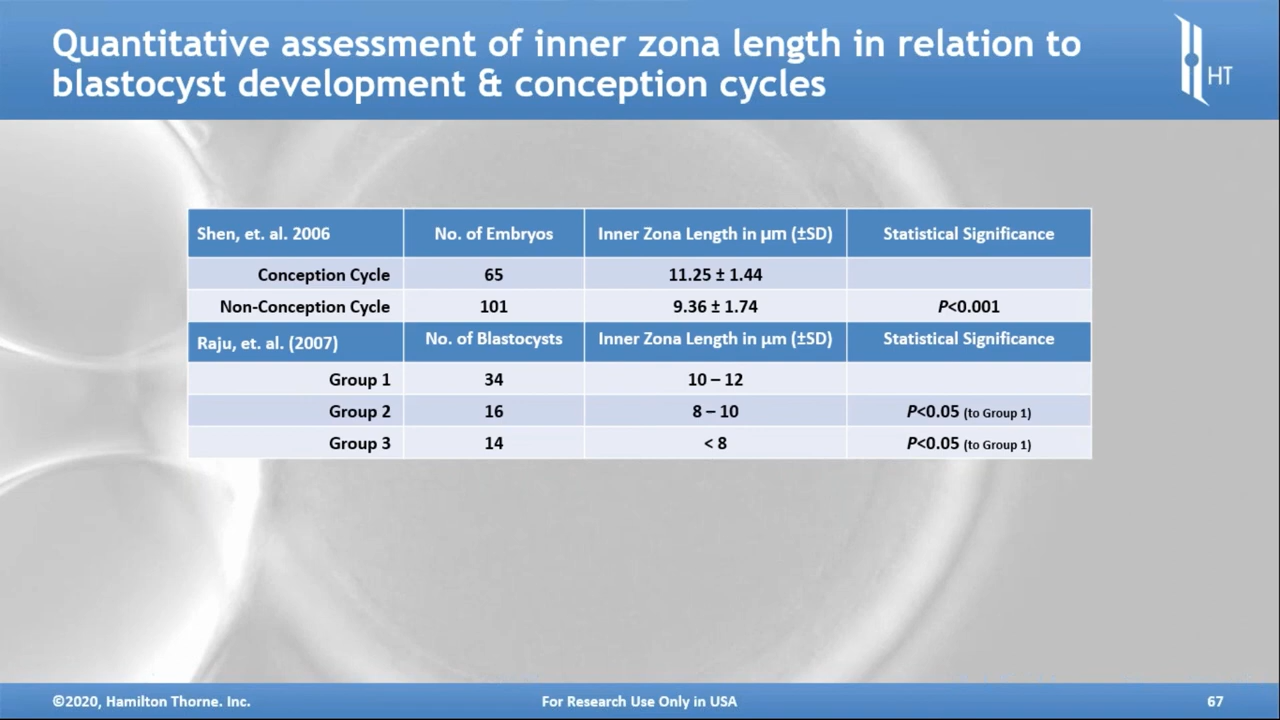 Quantitative assessment of inner zona length in relation to
blastocyst development & conception cycles
HT
Shen, et. al. 2006 No. of Embryos Inner Zona Length in µm (±SD) Statistical Significance
Conception Cycle 65 11.25 ± 1.44
Non-Conception Cycle 101 9.36 ± 1.74 P<0.001
Raju, et. al. (2007) No. of Blastocysts Inner Zona Length in µm (±SD) Statistical Significance
Group 1 34 10 – 12
Group 2 16 8 – 10 P<0.05 (to Group 1)
Group 3 14 < 8 P<0.05 (to Group 1)
©2020, Hamilton Thorne. Inc. For Research Use Only in USA 67